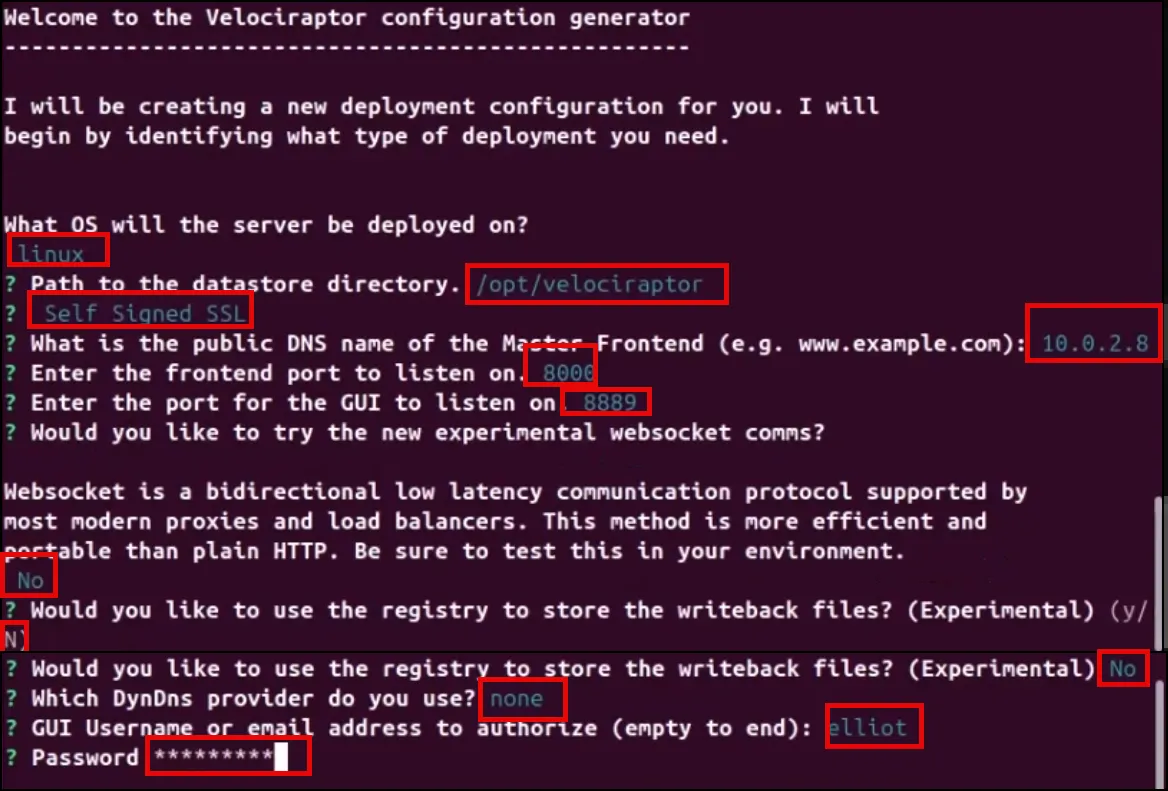 Welcome to the Velociraptor configuration generator
---------------------------------------------------
I will be creating a new deployment configuration for you. I will
begin by identifying what type of deployment you need.
What OS will the server be deployed on?
linux
? Path to the datastore directory. /opt/velociraptor
? Self Signed SSL
? What is the public DNS name of the Master Frontend (e.g. www.example.com): 10.0.2.8
? Enter the frontend port to listen on. 8000
? Enter the port for the GUI to listen on. 8889
? Would you like to try the new experimental websocket comms?
Websocket is a bidirectional low latency communication protocol supported by
most modern proxies and load balancers. This method is more efficient and
portable than plain HTTP. Be sure to test this in your environment.
No
? Would you like to use the registry to store the writeback files? (Experimental) (y/
N)
? Would you like to use the registry to store the writeback files? (Experimental) No
? Which DynDns provider do you use? none
? GUI Username or email address to authorize (empty to end): elliot
? Password *********